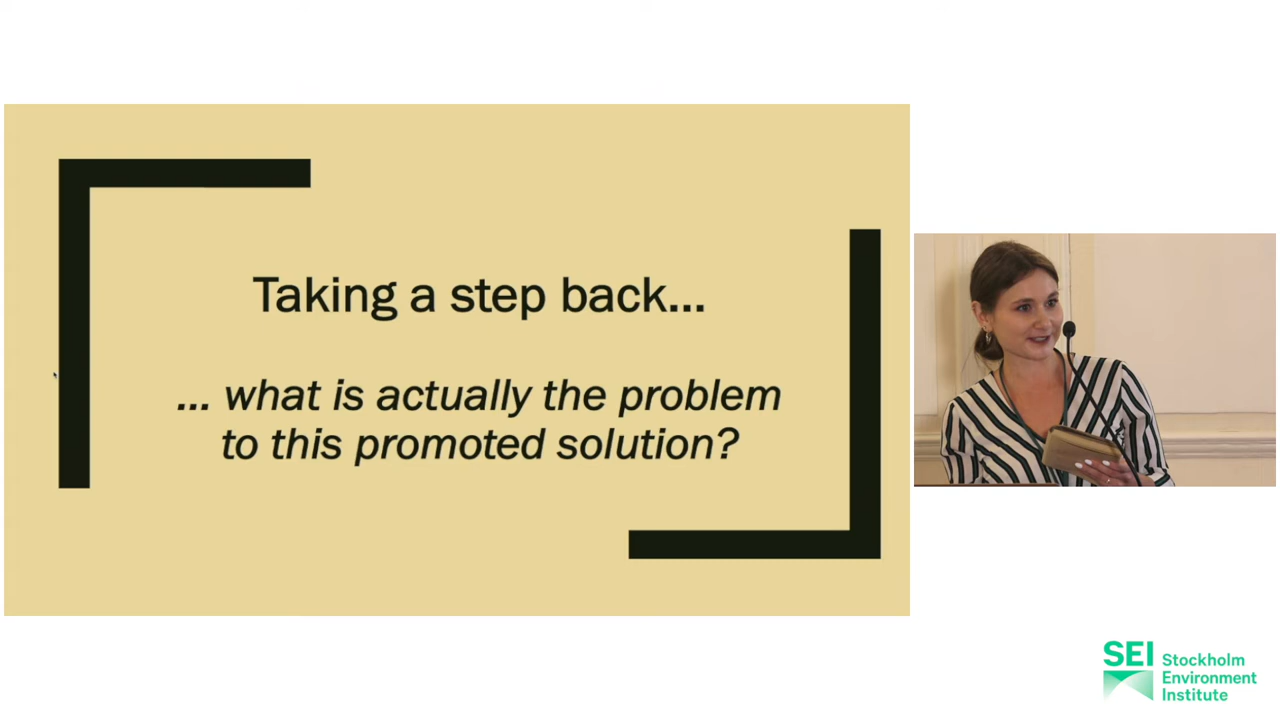 Taking a step back...
... what is actually the problem
to this promoted solution?
SEI Stockholm
Environment
Institute